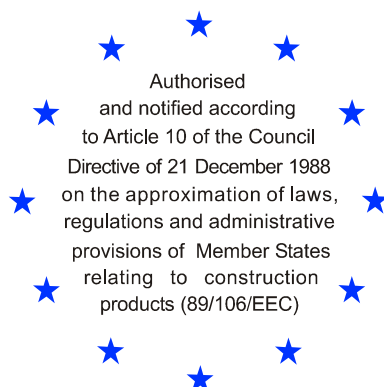 Authorised
and notified according
to Article 10 of the Council
Directive of 21 December 1988
on the approximation of laws,
regulations and administrative
provisions of Member States
relating to construction
products (89/106/EEC)